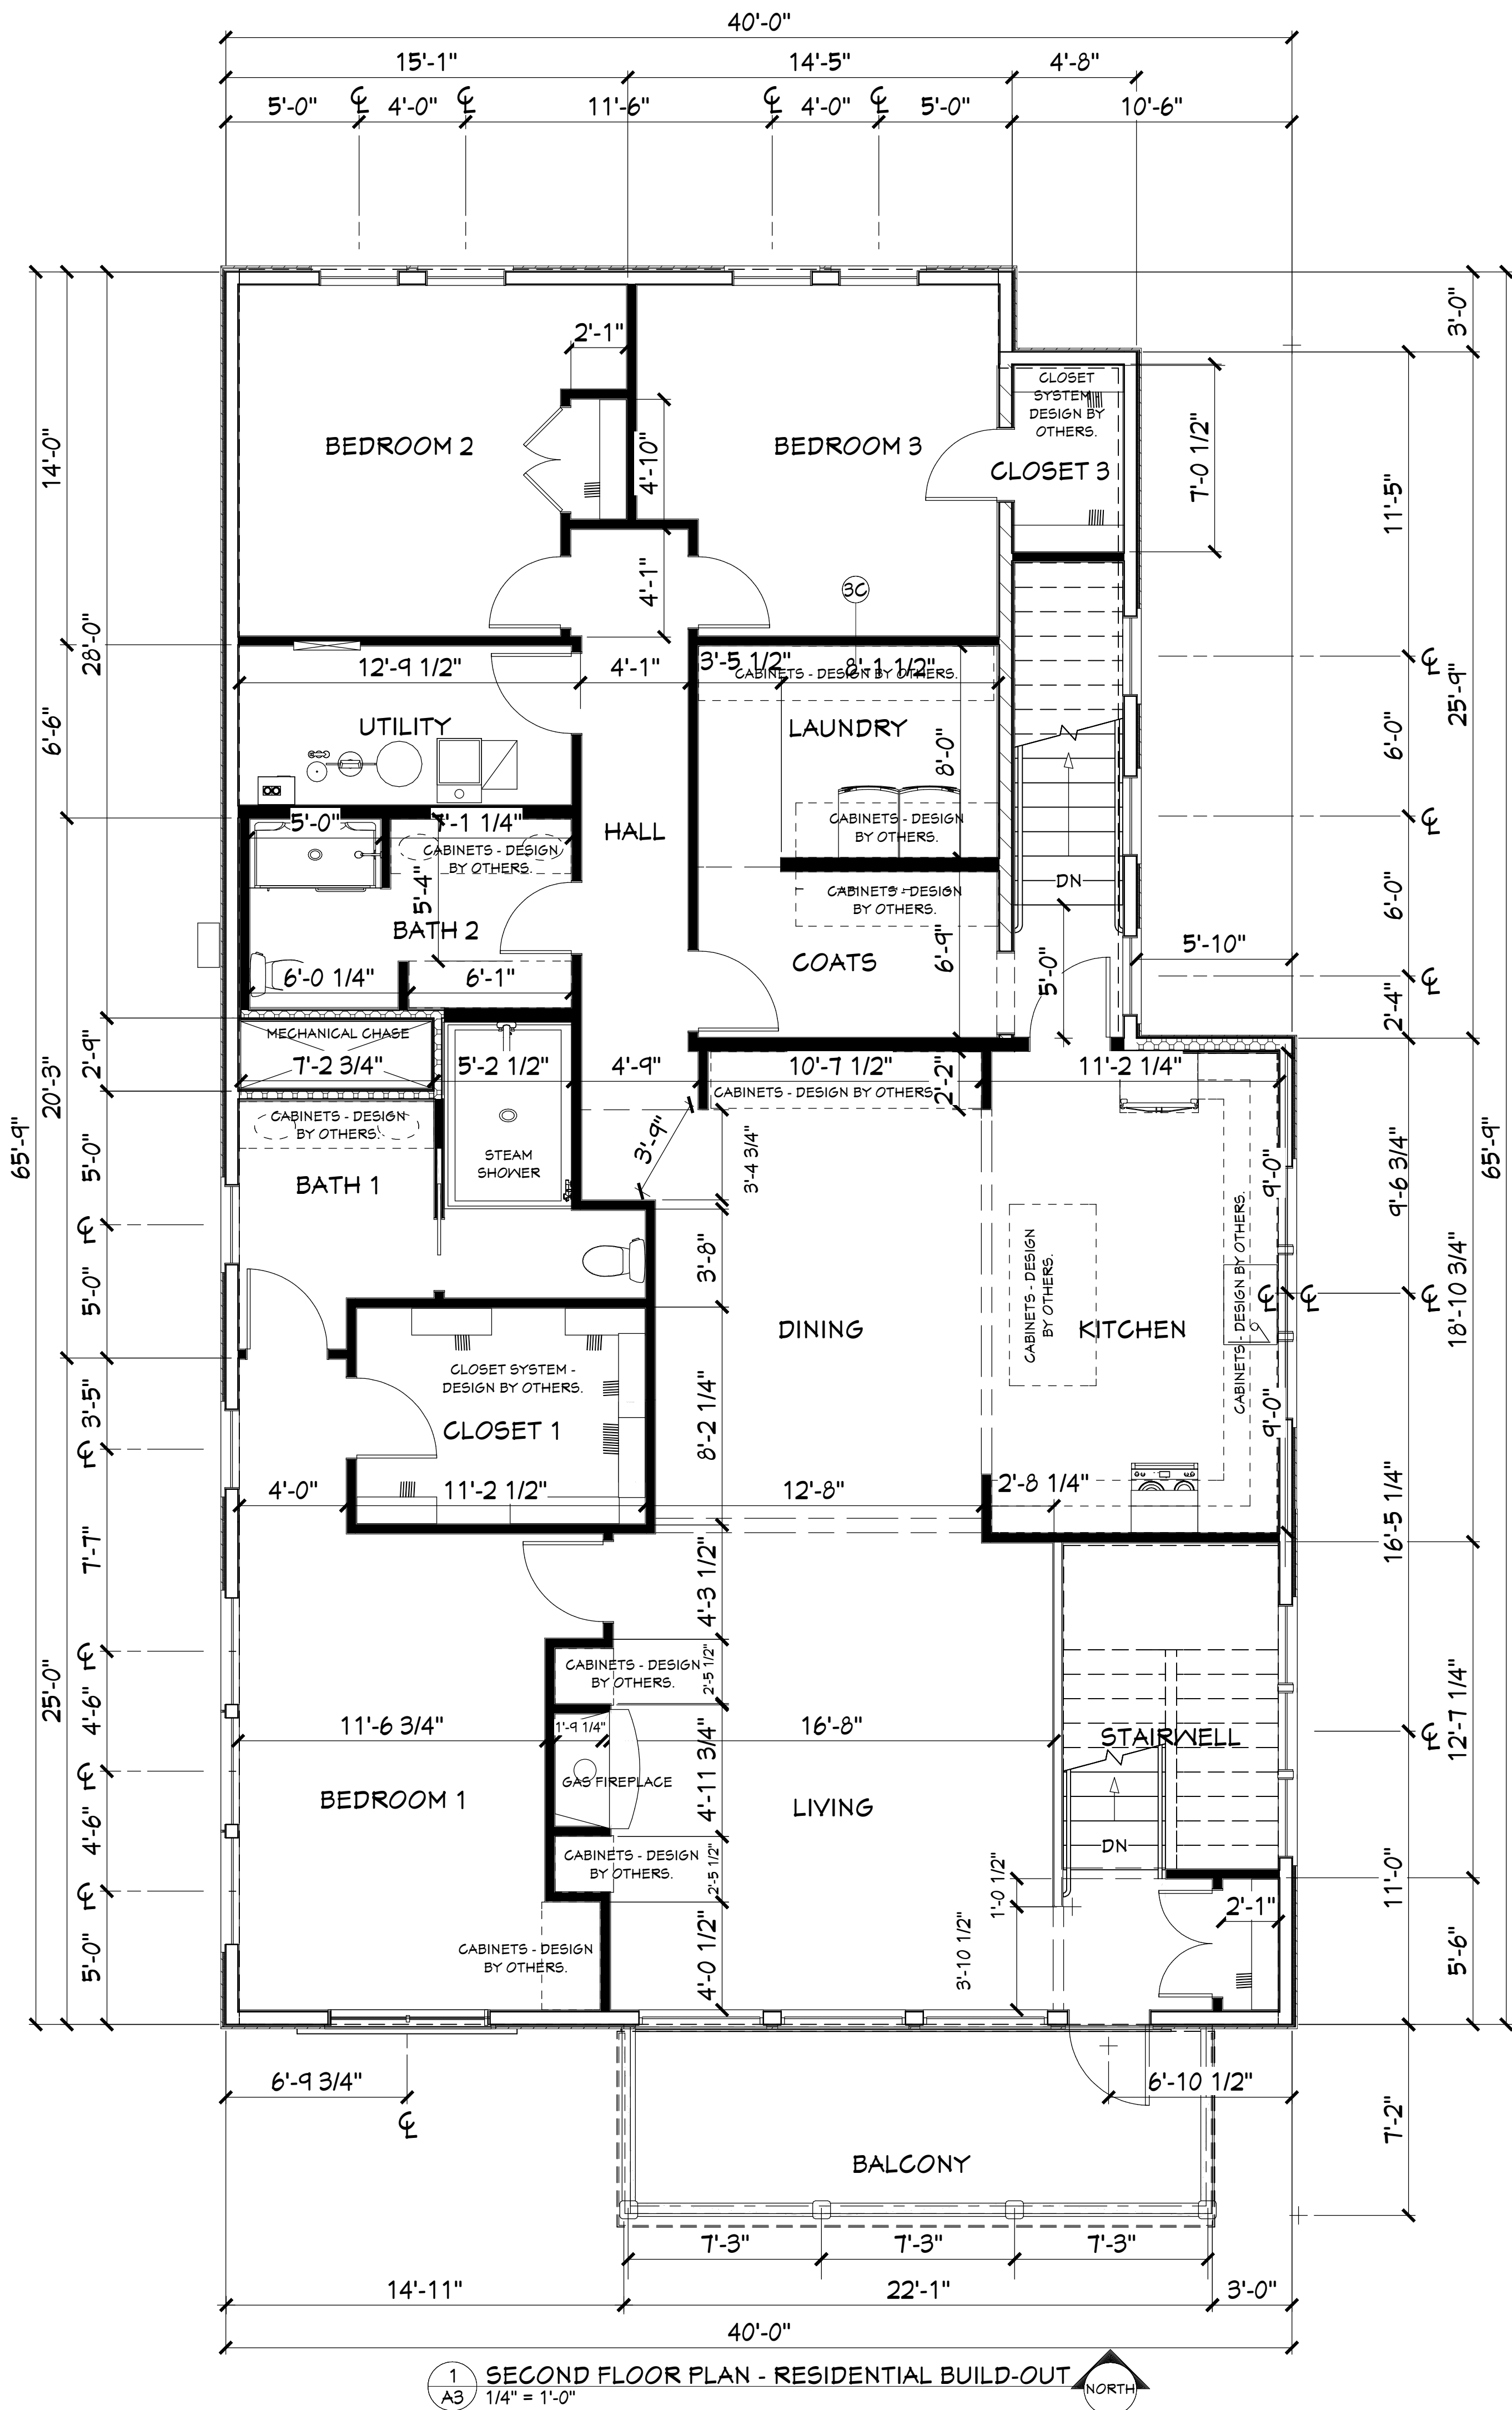 40'-0"
15'-1"
14'-5"
4'-8"
5'-0"
4'-0"
11'-6"
4'-0"
5'-0"
10'-6"
3'-0"
2'-1"
CLOSET
SYSTEM -
DESIGN BY
OTHERS.
BEDROOM 2
BEDROOM 3
CLOSET 3
4'-10"
7'-0 1/2"
14'-0"
11'-5"
4'-1"
3C
28'-0"
25'-9"
12'-9 1/2"
4'-1"
3'-5 1/2"
8'-1 1/2"
CABINETS - DESIGN BY OTHERS.
UTILITY
LAUNDRY
6'-6"
8'-0"
6'-0"
5'-0"
HALL
CABINETS - DESIGN
BY OTHERS.
CABINETS - DESIGN
BY OTHERS.
5'-4"
DN
CABINETS - DESIGN
BY OTHERS.
6'-0"
BATH 2
COATS
6'-9"
5'-10"
5'-0"
6'-0 1/4"
6'-1"
2'-4"
MECHANICAL CHASE
2'-9"
7'-2 3/4"
5'-2 1/2"
4'-9"
10'-7 1/2"
2'-2"
11'-2 1/4"
CABINETS - DESIGN BY OTHERS.
20'-3"
65'-9"
65'-9"
CABINETS - DESIGN
BY OTHERS.
5'-0"
3'-9"
3'-4 3/4"
9'-0"
9'-6 3/4"
STEAM
SHOWER
BATH 1
CABINETS - DESIGN BY OTHERS.
5'-0"
3'-8"
CABINETS - DESIGN
BY OTHERS.
18'-10 3/4"
DINING
KITCHEN
CLOSET SYSTEM -
DESIGN BY OTHERS.
3'-5"
8'-2 1/4"
9'-0"
CLOSET 1
4'-0"
11'-2 1/2"
12'-8"
2'-8 1/4"
16'-5 1/4"
7'-7"
4'-3 1/2"
CABINETS - DESIGN
BY OTHERS.
2'-5 1/2"
25'-0"
4'-6"
11'-6 3/4"
1'-9 1/4"
4'-11 3/4"
16'-8"
STAIRWELL
12'-7 1/4"
GAS FIREPLACE
BEDROOM 1
LIVING
4'-6"
DN
CABINETS - DESIGN
BY OTHERS.
2'-5 1/2"
1'-0 1/2"
11'-0"
2'-1"
5'-0"
CABINETS - DESIGN
BY OTHERS.
4'-0 1/2"
3'-10 1/2"
5'-6"
6'-9 3/4"
6'-10 1/2"
7'-2"
BALCONY
7'-3"
7'-3"
7'-3"
14'-11"
22'-1"
3'-0"
40'-0"
1
A3
SECOND FLOOR PLAN - RESIDENTIAL BUILD-OUT
1/4" = 1'-0"
NORTH